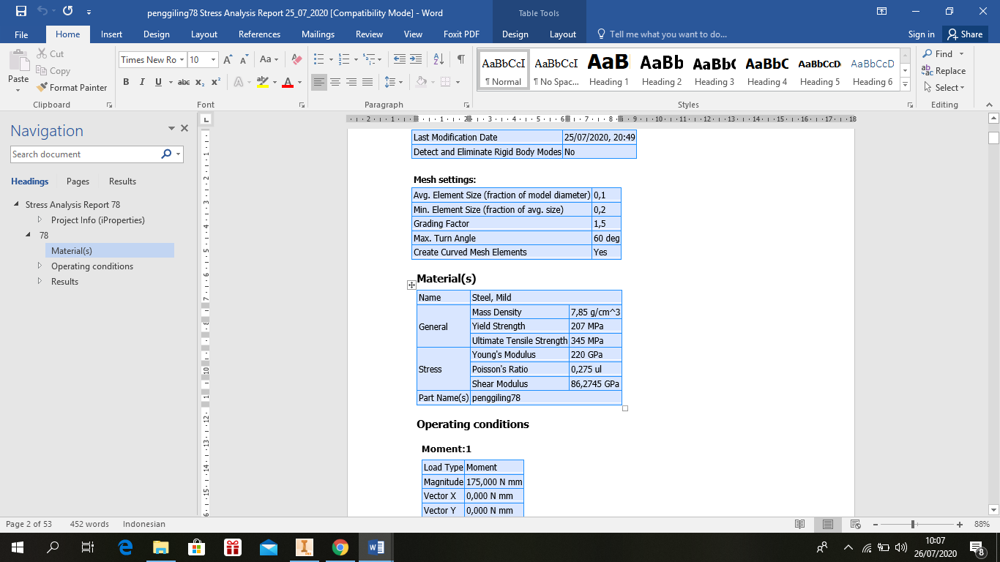 penggiling78 Stress Analysis Report 25_07_2020 [Compatibility Mode] - Word
Table Tools
File Home Insert Design Layout References Mailings Review View Foxit PDF Design Layout Tell me what you want to do... Sign in Share
Paste
Cut
Copy
Format Painter
Clipboard
Times New Ro 10
Font
Paragraph
AaBbCcI
¶ Normal
AaBbCcI
¶ No Spac...
AaB
Heading 1
AaBb
Heading 2
AaBbC
Heading 3
AaBbC
Heading 4
AaBbCcD
Heading 5
AaBbCcD
Heading 6
Styles
Find
Replace
Select
Editing
Navigation
Search document
Headings Pages Results
Stress Analysis Report 78
Project Info (iProperties)
78
Material(s)
Operating conditions
Results
Last Modification Date 25/07/2020, 20:49
Detect and Eliminate Rigid Body Modes No
Mesh settings:
Avg. Element Size (fraction of model diameter) 0,1
Min. Element Size (fraction of avg. size) 0,2
Grading Factor 1,5
Max. Turn Angle 60 deg
Create Curved Mesh Elements Yes
Material(s)
Name Steel, Mild
General
Mass Density 7,85 g/cm^3
Yield Strength 207 MPa
Ultimate Tensile Strength 345 MPa
Stress
Young's Modulus 220 GPa
Poisson's Ratio 0,275 ul
Shear Modulus 86,2745 GPa
Part Name(s) penggiling78
Operating conditions
Moment:1
Load Type Moment
Magnitude 175,000 N mm
Vector X 0,000 N mm
Vector Y 0,000 N mm
Page 2 of 53 452 words Indonesian
88%
10:07
26/07/2020
8